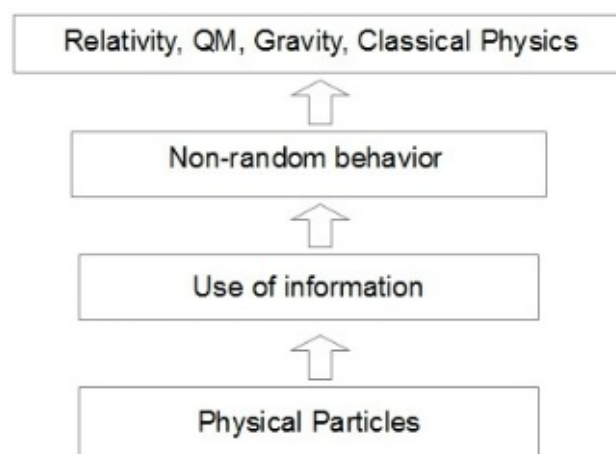 Relativity, QM, Gravity, Classical Physics
Non-random behavior
Use of information
Physical Particles